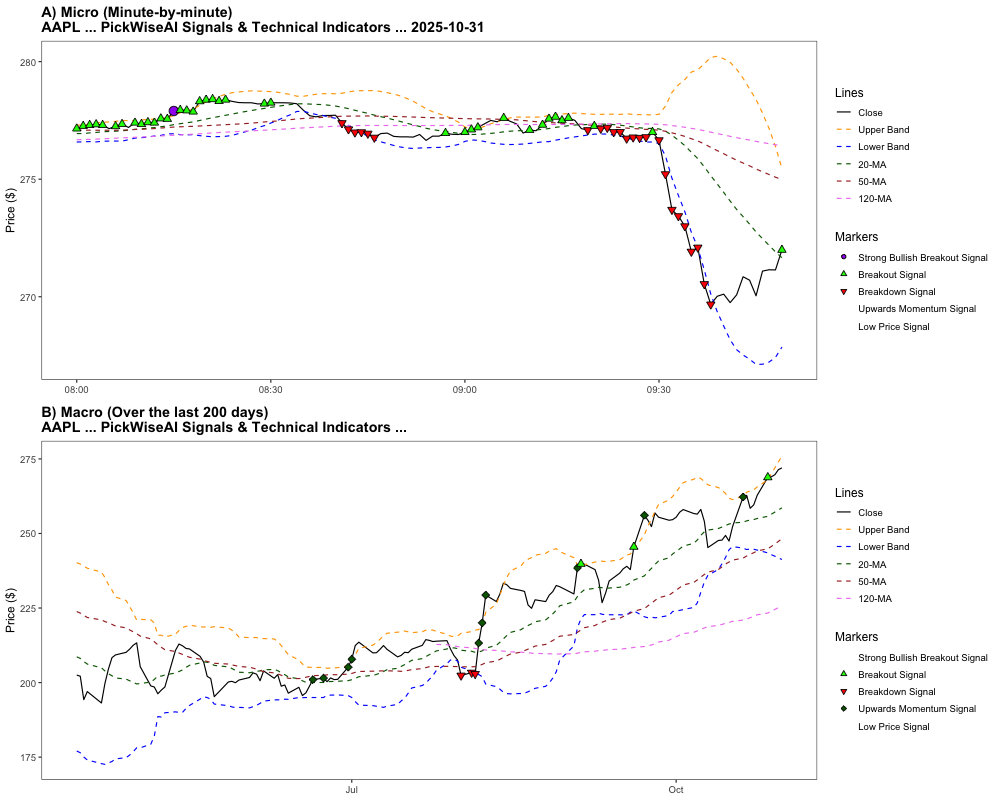 A) Micro (Minute-by-minute)
AAPL ... PickWiseAI Signals & Technical Indicators ... 2025-10-31
280
275
270
Price ($)
08:00
08:30
09:00
09:30
Lines
Close
Upper Band
Lower Band
20-MA
50-MA
120-MA
Markers
Strong Bullish Breakout Signal
Breakout Signal
Breakdown Signal
Upwards Momentum Signal
Low Price Signal
B) Macro (Over the last 200 days)
AAPL ... PickWiseAI Signals & Technical Indicators ...
275
250
225
200
175
Price ($)
Jul
Oct
Lines
Close
Upper Band
Lower Band
20-MA
50-MA
120-MA
Markers
Strong Bullish Breakout Signal
Breakout Signal
Breakdown Signal
Upwards Momentum Signal
Low Price Signal